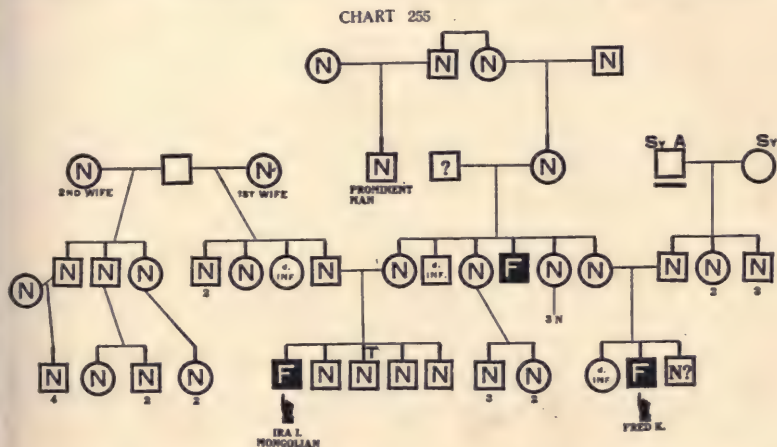 CHART 255
N N N N
Sy A Sy
N N
2ND WIFE 1ST WIFE
N ? N
PROMINENT
MAN
N N N N N N d. INF. N N d. INF. N F N N N N N
2 3 N 2 3
N N N N F N N N N N N d. INF. F N?
T
4 2 2 3 2
IRA I.
MONGOLIAN
FRED K.